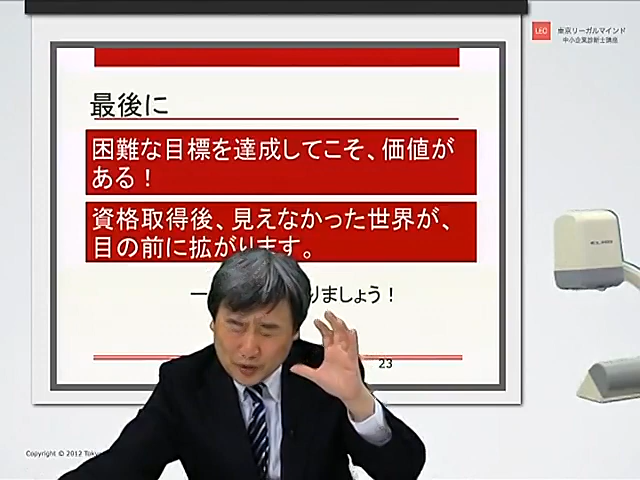 LEC 東京リーガルマインド
中小企業診断士講座
最後に
困難な目標を達成してこそ、価値が
ある！
資格取得後、見えなかった世界が、
目の前に拡がります。
一 りましょう！
23
Copyright © 2012